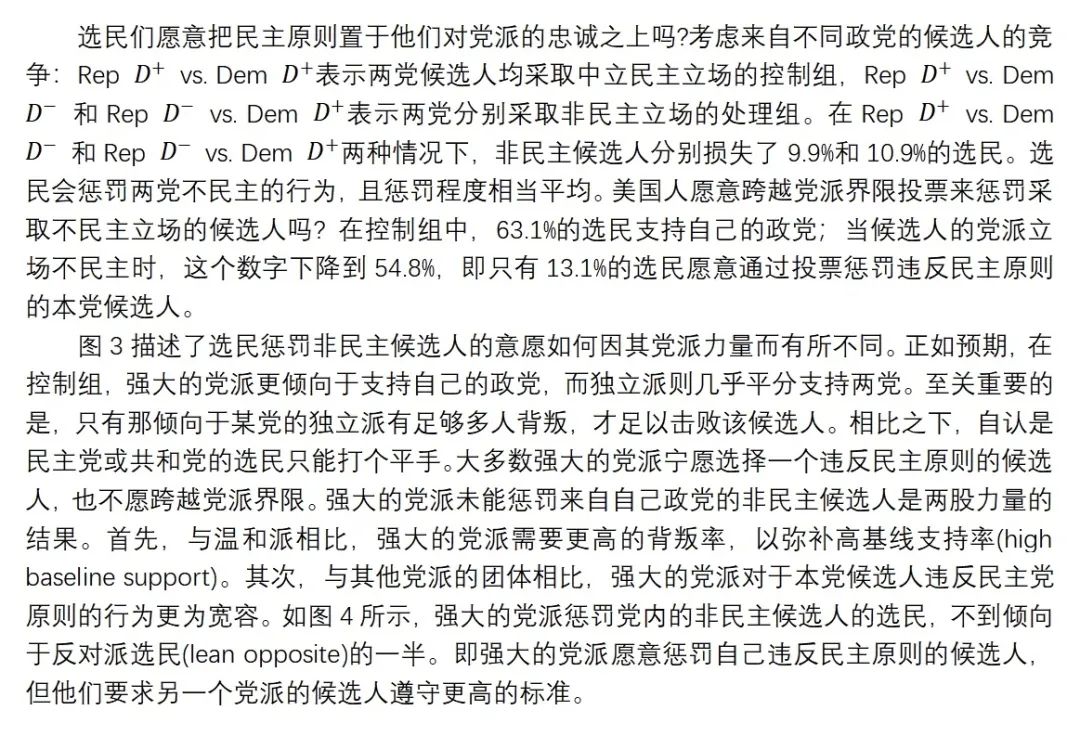 选民们愿意把民主原则置于他们对党派的忠诚之上吗?考虑来自不同政党的候选人的竞
争：Rep D⁺ vs. Dem D⁺表示两党候选人均采取中立民主立场的控制组，Rep D⁺ vs. Dem
D⁻ 和 Rep D⁻ vs. Dem D⁺表示两党分别采取非民主立场的处理组。在 Rep D⁺ vs. Dem
D⁻ 和 Rep D⁻ vs. Dem D⁺两种情况下，非民主候选人分别损失了 9.9%和 10.9%的选民。选
民会惩罚两党不民主的行为，且惩罚程度相当平均。美国人愿意跨越党派界限投票来惩罚采
取不民主立场的候选人吗？在控制组中，63.1%的选民支持自己的政党；当候选人的党派立
场不民主时，这个数字下降到 54.8%，即只有 13.1%的选民愿意通过投票惩罚违反民主原则
的本党候选人。
图 3 描述了选民惩罚非民主候选人的意愿如何因其党派力量而有所不同。正如预期，在
控制组，强大的党派更倾向于支持自己的政党，而独立派则几乎平分支持两党。至关重要的
是，只有那倾向于某党的独立派有足够多人背叛，才足以击败该候选人。相比之下，自认是
民主党或共和党的选民只能打个平手。大多数强大的党派宁愿选择一个违反民主原则的候选
人，也不愿跨越党派界限。强大的党派未能惩罚来自自己政党的非民主候选人是两股力量的
结果。首先，与温和派相比，强大的党派需要更高的背叛率，以弥补高基线支持率(high
baseline support)。其次，与其他党派的团体相比，强大的党派对于本党候选人违反民主党
原则的行为更为宽容。如图 4 所示，强大的党派惩罚党内的非民主候选人的选民，不到倾向
于反对派选民(lean opposite)的一半。即强大的党派愿意惩罚自己违反民主原则的候选人，
但他们要求另一个党派的候选人遵守更高的标准。